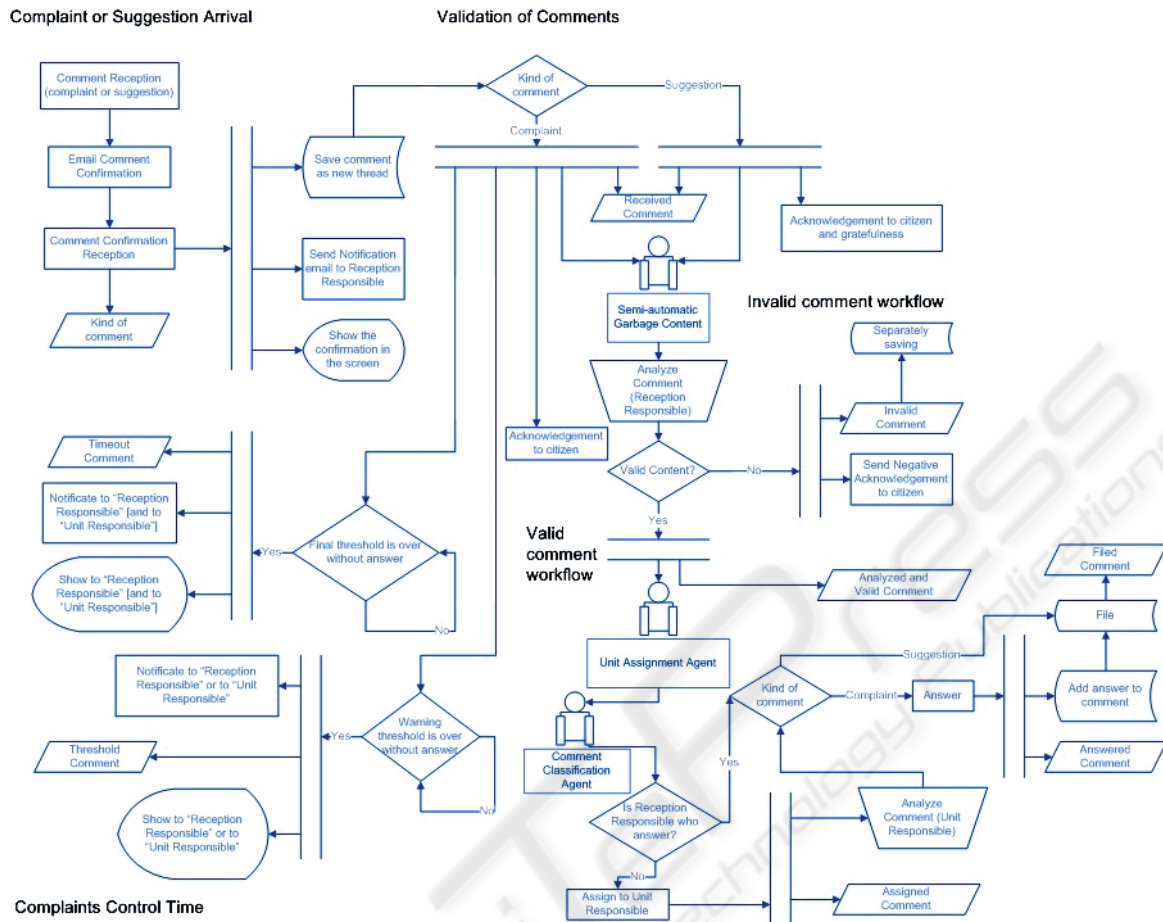 Complaint or Suggestion Arrival
Validation of Comments
Comment Reception
(complaint or suggestion)
Email Comment
Confirmation
Comment Confirmation
Reception
Kind of
comment
Save comment
as new thread
Send Notification
email to Reception
Responsible
Show the
confirmation in
the screen
Kind of
comment
Suggestion
Complaint
Received
Comment
Acknowledgement to citizen
and gratefulness
Semi-automatic
Garbage Content
Analyze
Comment
(Reception
Responsible)
Acknowledgement
to citizen
Valid Content?
No
Yes
Invalid comment workflow
Separately
saving
Invalid
Comment
Send Negative
Acknowledgement
to citizen
Timeout
Comment
Notificate to “Reception
Responsible” [and to
“Unit Responsible”]
Show to “Reception
Responsible” [and to
“Unit Responsible”]
Yes
Final threshold is over
without answer
No
Valid
comment
workflow
Analyzed and
Valid Comment
Unit Assignment Agent
Comment
Classification
Agent
Is Reception
Responsible who
answer?
Yes
No
Assign to Unit
Responsible
Kind of
comment
Suggestion
Complaint
Answer
Filed
Comment
File
Add answer to
comment
Answered
Comment
Analyze
Comment (Unit
Responsible)
Assigned
Comment
Notificate to “Reception
Responsible” or to “Unit
Responsible”
Threshold
Comment
Show to “Reception
Responsible” or to
“Unit Responsible”
Yes
Warning
threshold is over
without answer
No
Complaints Control Time
SciTePress
Science and Technology Publications